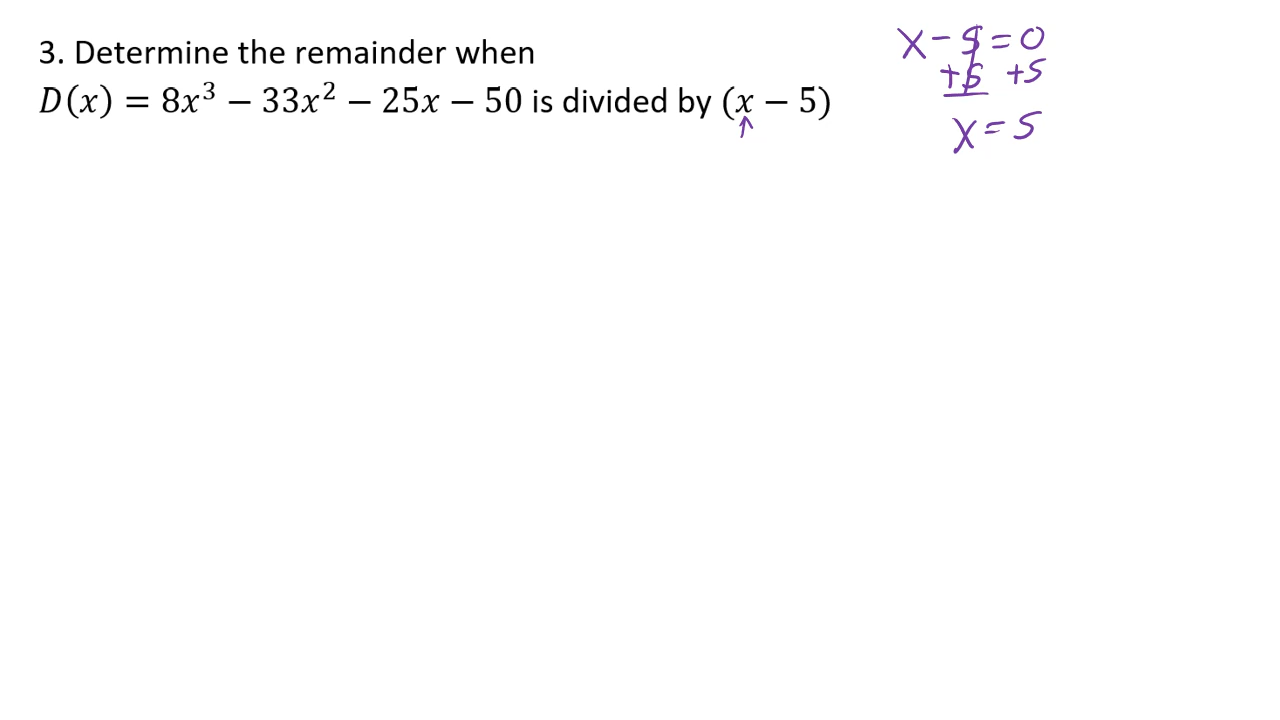 3. Determine the remainder when
D(x) = 8x³ − 33x² − 25x − 50 is divided by (x − 5)
x − 5 = 0
+5 +5
x = 5